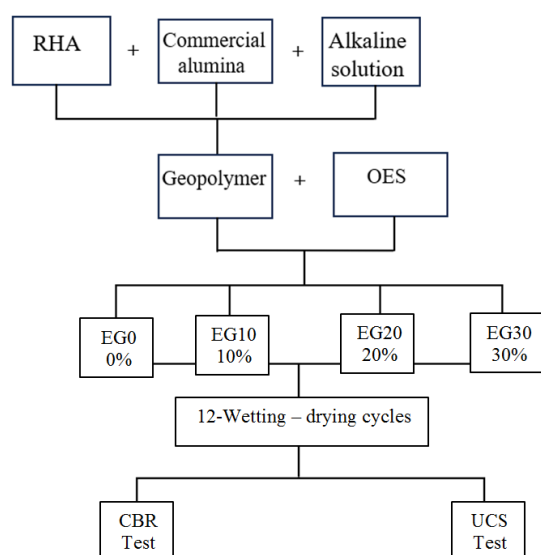 RHA
+
Commercial
alumina
+
Alkaline
solution
Geopolymer
+
OES
EG0
0%
EG10
10%
EG20
20%
EG30
30%
12-Wetting – drying cycles
CBR
Test
UCS
Test